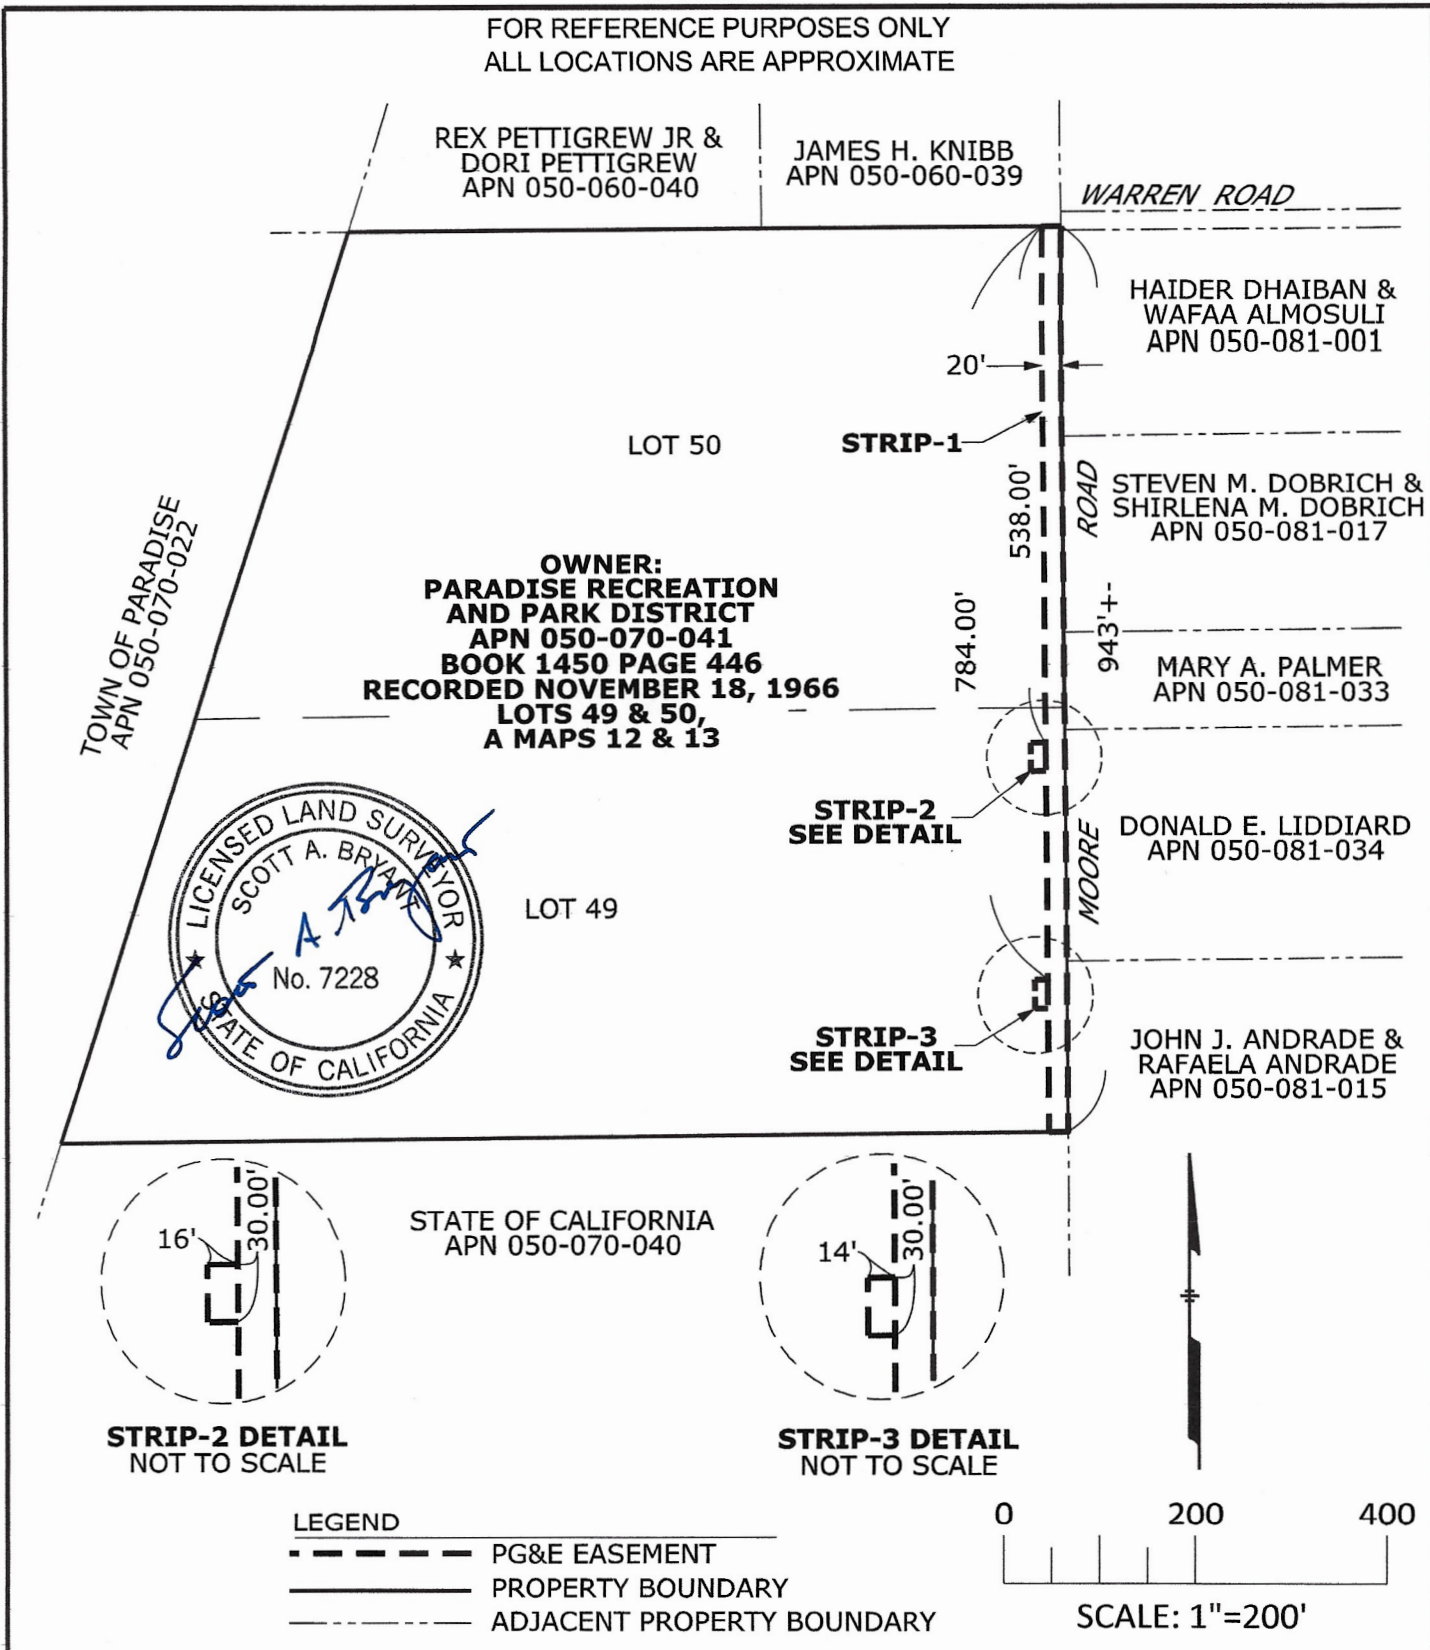 FOR REFERENCE PURPOSES ONLY
ALL LOCATIONS ARE APPROXIMATE
REX PETTIGREW JR &
DORI PETTIGREW
APN 050-060-040
JAMES H. KNIBB
APN 050-060-039
WARREN ROAD
HAIDER DHAIBAN &
WAFAA ALMOSULI
APN 050-081-001
20'
STRIP-1
LOT 50
538.00'
ROAD
STEVEN M. DOBRICH &
SHIRLENA M. DOBRICH
APN 050-081-017
TOWN OF PARADISE
APN 050-070-022
OWNER:
PARADISE RECREATION
AND PARK DISTRICT
APN 050-070-041
BOOK 1450 PAGE 446
RECORDED NOVEMBER 18, 1966
LOTS 49 & 50,
A MAPS 12 & 13
784.00'
943'+-
MARY A. PALMER
APN 050-081-033
STRIP-2
SEE DETAIL
MOORE
DONALD E. LIDDIARD
APN 050-081-034
LICENSED LAND SURVEYOR
SCOTT A. BRYANT
No. 7228
STATE OF CALIFORNIA
Scott A Bryant
LOT 49
STRIP-3
SEE DETAIL
JOHN J. ANDRADE &
RAFAELA ANDRADE
APN 050-081-015
16'
30.00'
STATE OF CALIFORNIA
APN 050-070-040
14'
30.00'
STRIP-2 DETAIL
NOT TO SCALE
STRIP-3 DETAIL
NOT TO SCALE
LEGEND
PG&E EASEMENT
PROPERTY BOUNDARY
ADJACENT PROPERTY BOUNDARY
0 200 400
SCALE: 1"=200'